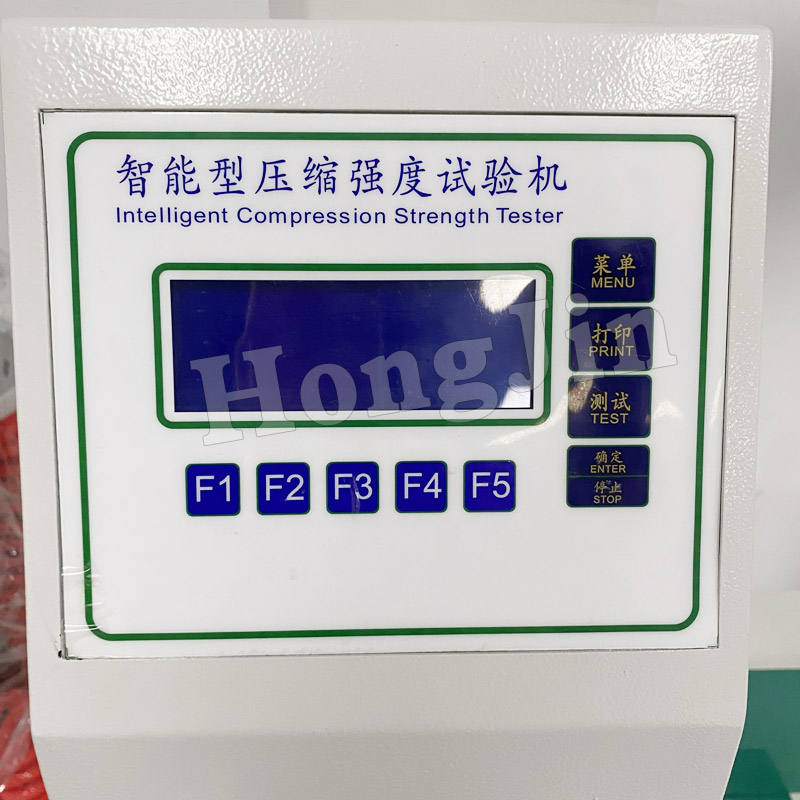 智能型压缩强度试验机
Intelligent Compression Strength Tester
菜单
MENU
打印
PRINT
测试
TEST
确定
ENTER
停止
STOP
HongJin
F1 F2 F3 F4 F5